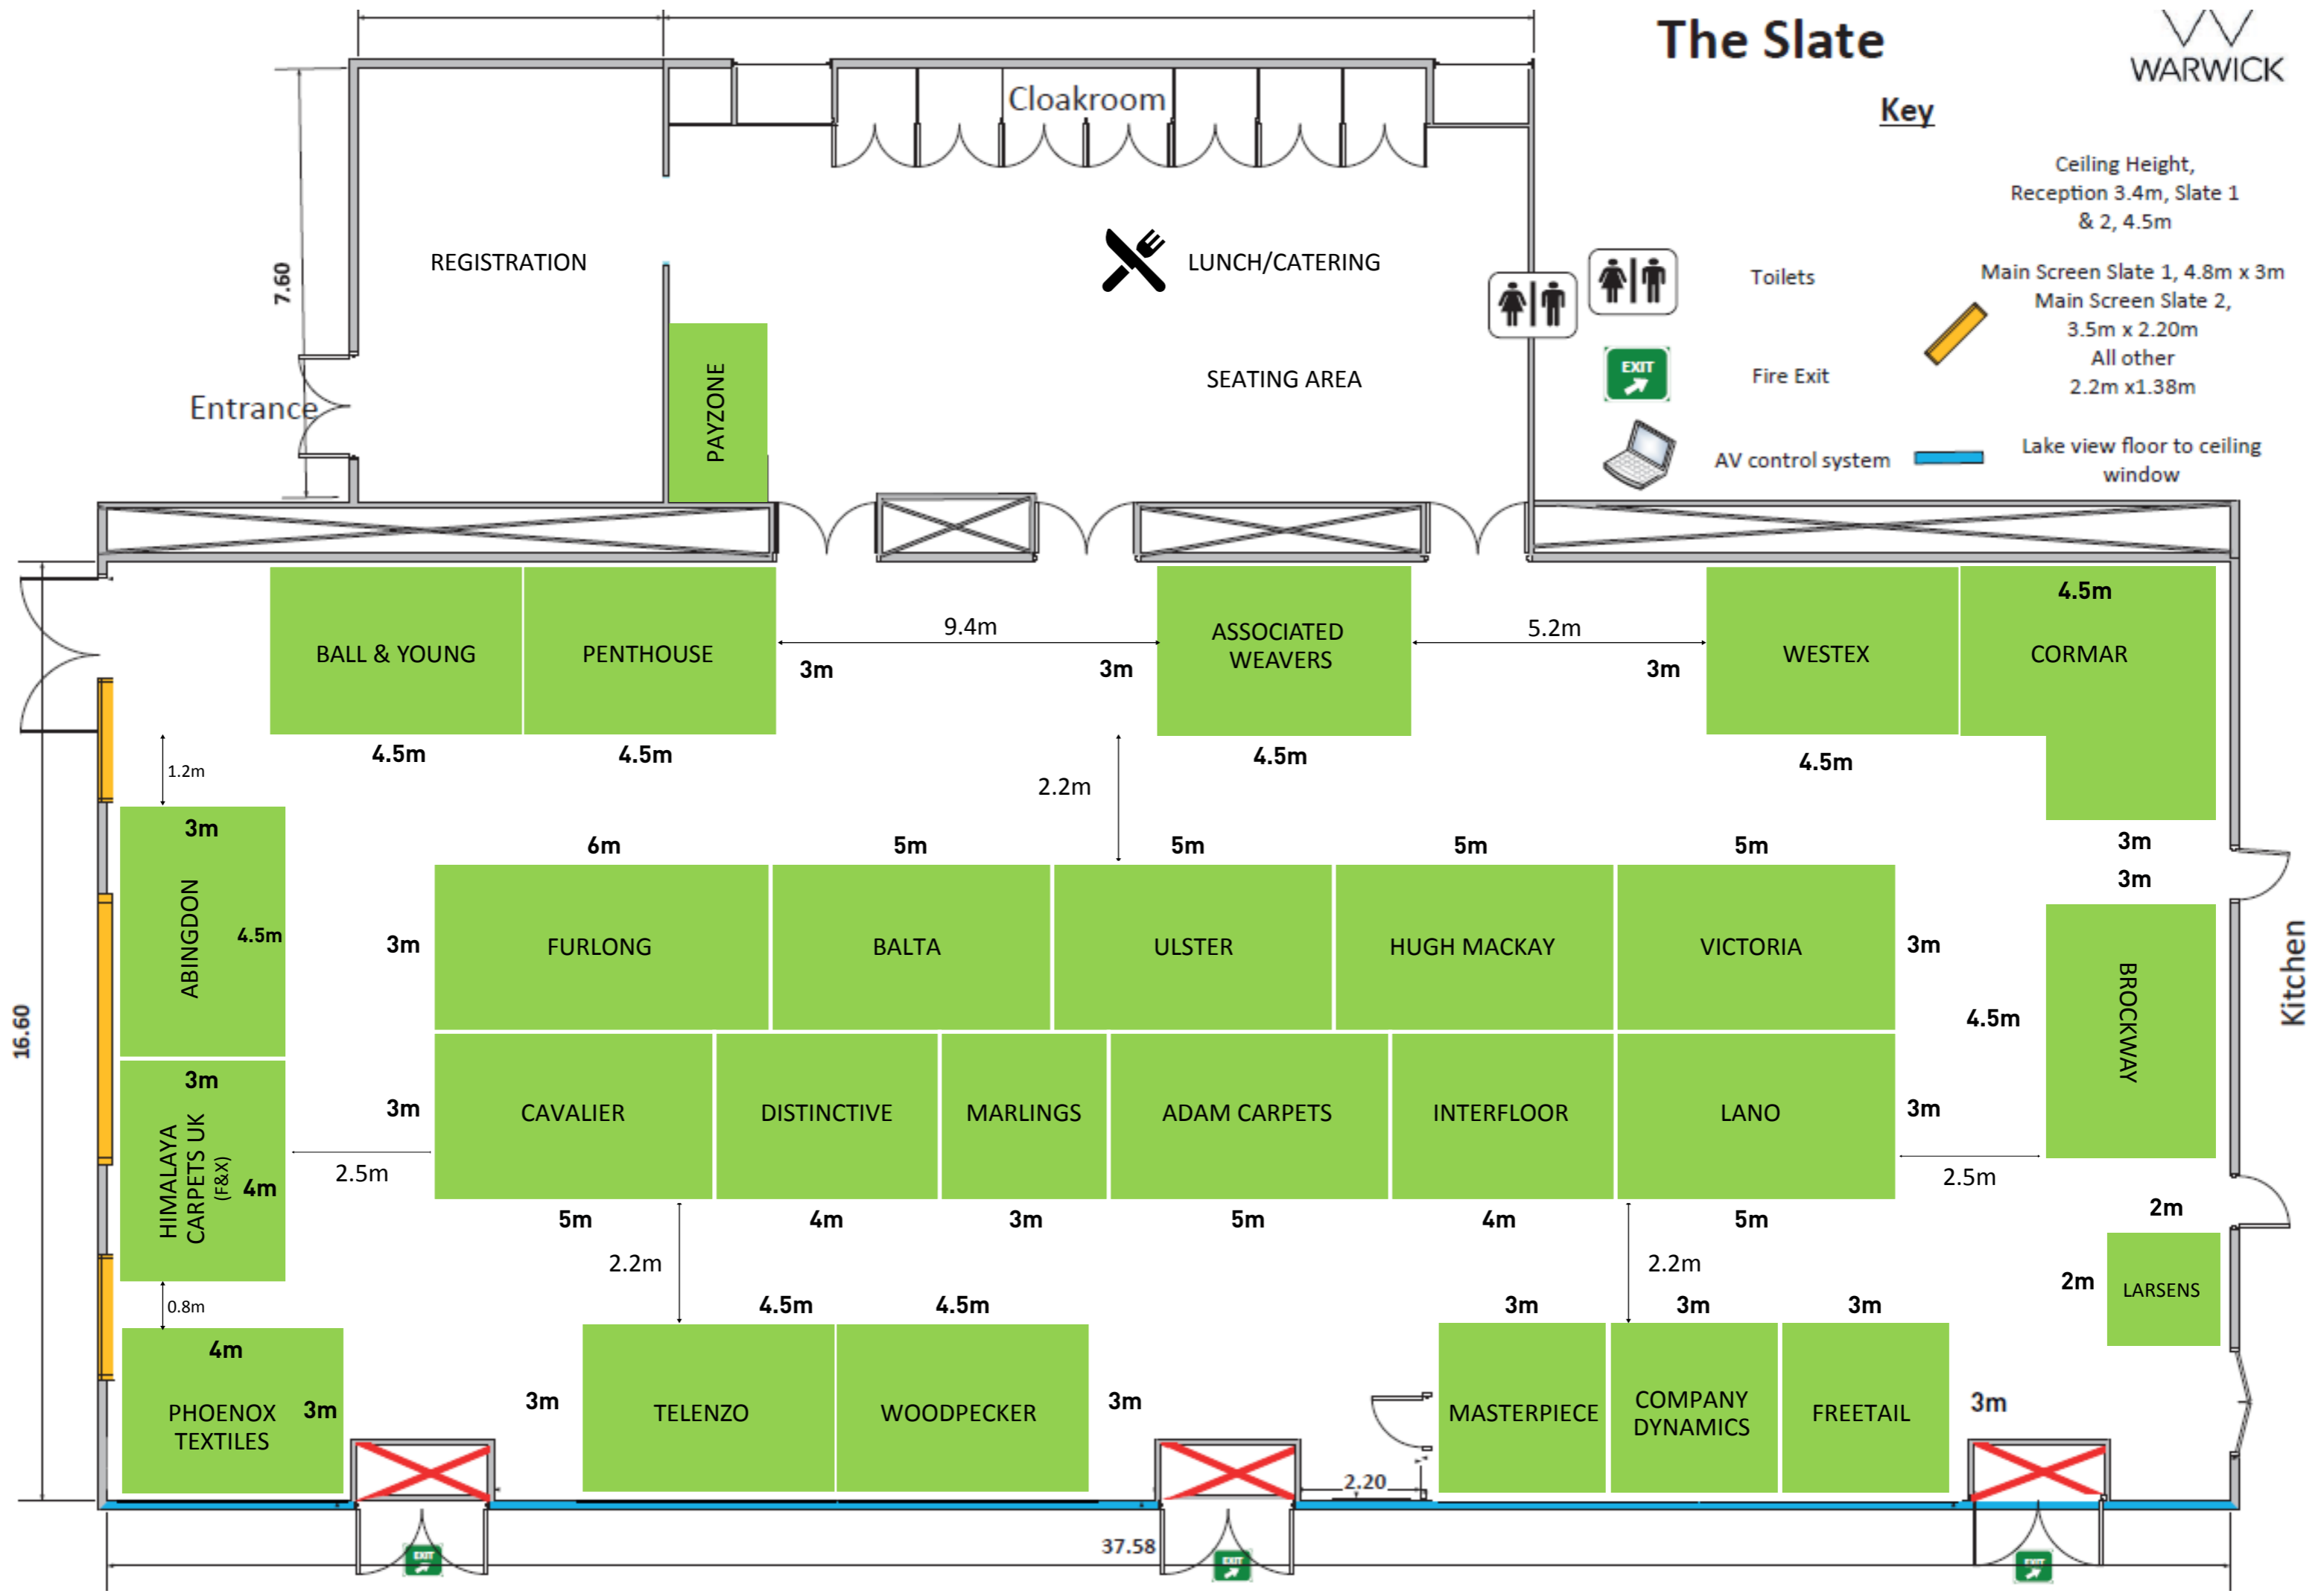 The Slate
WARWICK
Key
Ceiling Height,
Reception 3.4m, Slate 1
& 2, 4.5m
Toilets
Main Screen Slate 1, 4.8m x 3m
Main Screen Slate 2,
3.5m x 2.20m
All other
2.2m x1.38m
EXIT
Fire Exit
AV control system
Lake view floor to ceiling
window
Cloakroom
REGISTRATION
LUNCH/CATERING
SEATING AREA
7.60
Entrance
PAYZONE
BALL & YOUNG
PENTHOUSE
9.4m
ASSOCIATED
WEAVERS
5.2m
WESTEX
4.5m
CORMAR
3m
3m
3m
4.5m
4.5m
4.5m
4.5m
1.2m
2.2m
3m
ABINGDON
4.5m
6m
5m
5m
5m
5m
3m
3m
3m
FURLONG
BALTA
ULSTER
HUGH MACKAY
VICTORIA
3m
4.5m
BROCKWAY
Kitchen
16.60
3m
HIMALAYA
CARPETS UK
(F&X)
4m
3m
CAVALIER
DISTINCTIVE
MARLINGS
ADAM CARPETS
INTERFLOOR
LANO
3m
2.5m
2.5m
5m
4m
3m
5m
4m
5m
2m
2m
LARSENS
2.2m
2.2m
0.8m
4m
PHOENOX
TEXTILES
3m
4.5m
4.5m
3m
3m
3m
3m
TELENZO
WOODPECKER
3m
MASTERPIECE
COMPANY
DYNAMICS
FREETAIL
3m
2.20
37.58
EXIT
EXIT
EXIT